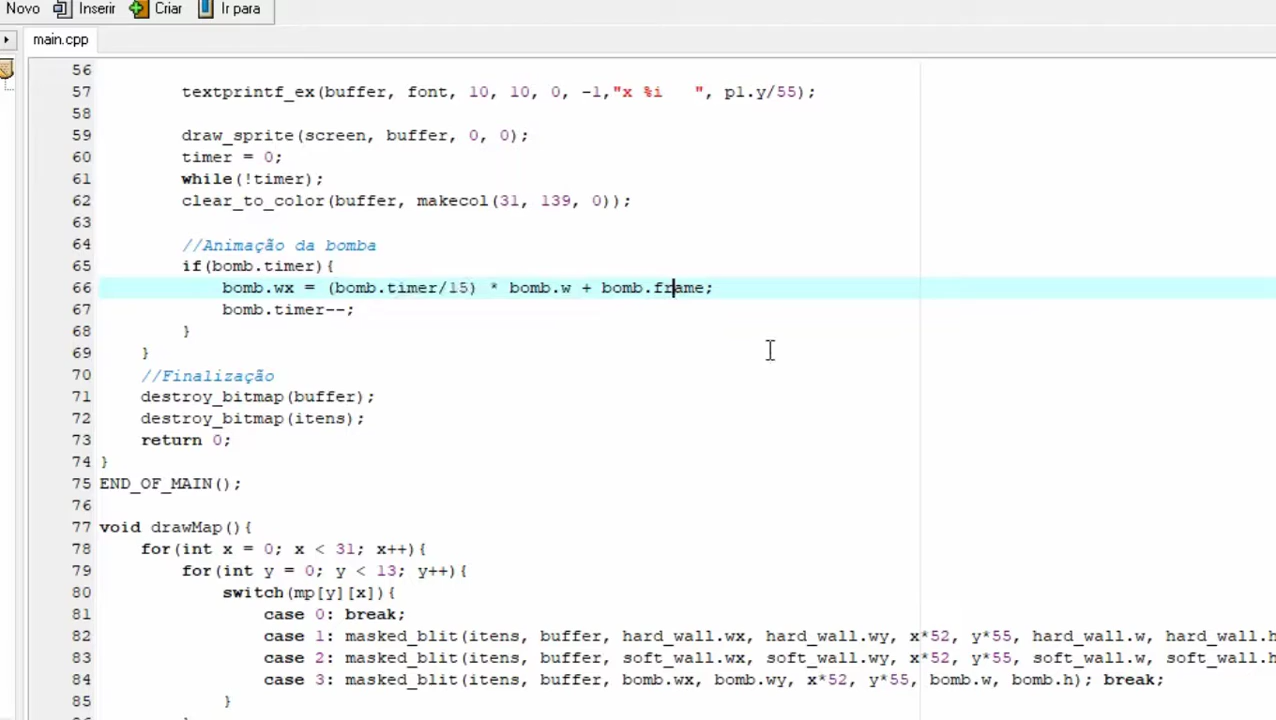 Novo Inserir Criar Ir para
main.cpp
56
57 textprintf_ex(buffer, font, 10, 10, 0, -1,"x %i   ", p1.y/55);
58
59 draw_sprite(screen, buffer, 0, 0);
60 timer = 0;
61 while(!timer);
62 clear_to_color(buffer, makecol(31, 139, 0));
63
64 //Animação da bomba
65 if(bomb.timer){
66 bomb.wx = (bomb.timer/15) * bomb.w + bomb.frame;
67 bomb.timer--;
68 }
69 }
70 //Finalização
71 destroy_bitmap(buffer);
72 destroy_bitmap(itens);
73 return 0;
74 }
75 END_OF_MAIN();
76
77 void drawMap(){
78 for(int x = 0; x < 31; x++){
79 for(int y = 0; y < 13; y++){
80 switch(mp[y][x]){
81 case 0: break;
82 case 1: masked_blit(itens, buffer, hard_wall.wx, hard_wall.wy, x*52, y*55, hard_wall.w, hard_wall.h
83 case 2: masked_blit(itens, buffer, soft_wall.wx, soft_wall.wy, x*52, y*55, soft_wall.w, soft_wall.h
84 case 3: masked_blit(itens, buffer, bomb.wx, bomb.wy, x*52, y*55, bomb.w, bomb.h); break;
85 }